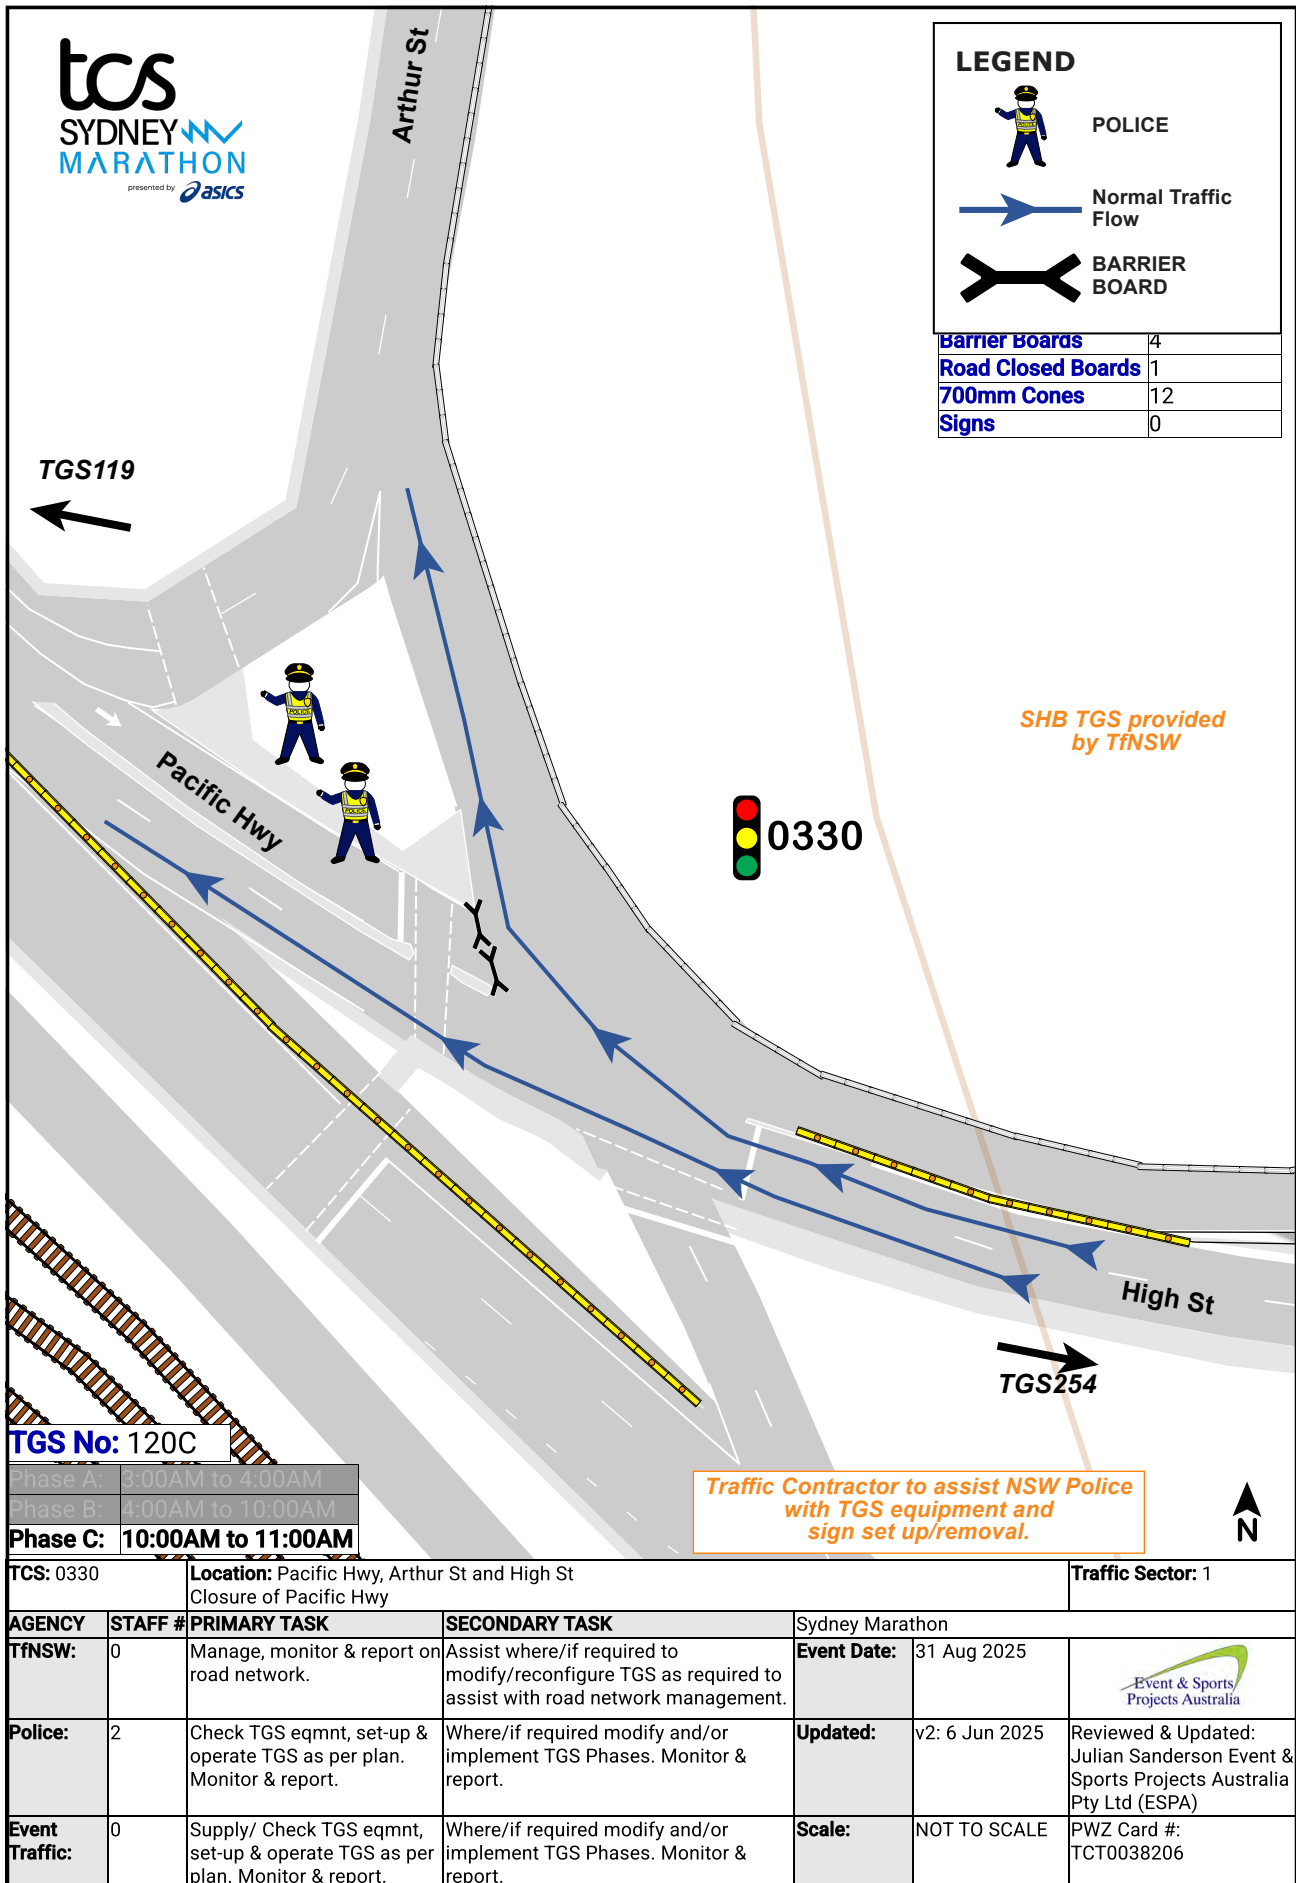 tcs
SYDNEY
MARATHON
presented by asics
Arthur St
LEGEND
POLICE
Normal Traffic
Flow
BARRIER
BOARD
Barrier Boards 4
Road Closed Boards 1
700mm Cones 12
Signs 0
TGS119
SHB TGS provided
by TfNSW
Pacific Hwy
0330
High St
TGS254
TGS No: 120C
Phase A: 3:00AM to 4:00AM
Phase B: 4:00AM to 10:00AM
Phase C: 10:00AM to 11:00AM
Traffic Contractor to assist NSW Police
with TGS equipment and
sign set up/removal.
N
TCS: 0330
Location: Pacific Hwy, Arthur St and High St
Closure of Pacific Hwy
Traffic Sector: 1
AGENCY STAFF # PRIMARY TASK SECONDARY TASK Sydney Marathon
TfNSW: 0
Manage, monitor & report on
road network.
Assist where/if required to
modify/reconfigure TGS as required to
assist with road network management.
Event Date: 31 Aug 2025
Event & Sports
Projects Australia
Police: 2
Check TGS eqmnt, set-up &
operate TGS as per plan.
Monitor & report.
Where/if required modify and/or
implement TGS Phases. Monitor &
report.
Updated: v2: 6 Jun 2025
Reviewed & Updated:
Julian Sanderson Event &
Sports Projects Australia
Pty Ltd (ESPA)
Event
Traffic:
0
Supply/ Check TGS eqmnt,
set-up & operate TGS as per
plan. Monitor & report.
Where/if required modify and/or
implement TGS Phases. Monitor &
report.
Scale: NOT TO SCALE
PWZ Card #:
TCT0038206